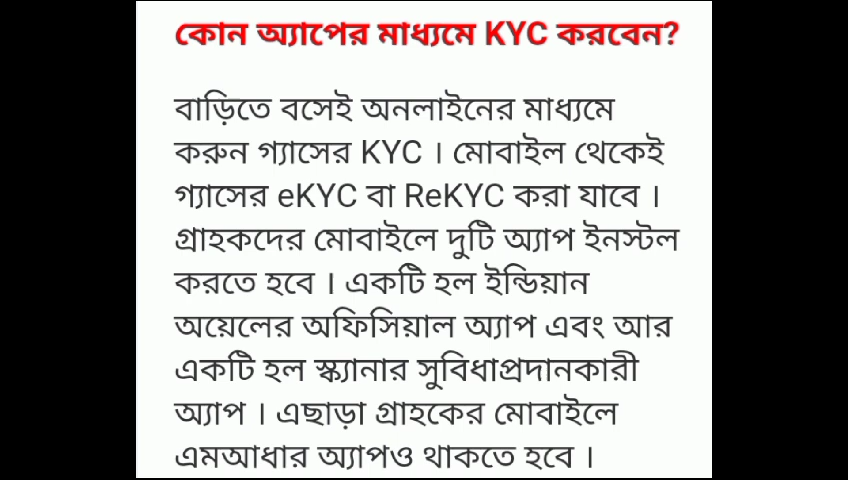 কোন অ্যাপের মাধ্যমে KYC করবেন?
বাড়িতে বসেই অনলাইনের মাধ্যমে
করুন গ্যাসের KYC । মোবাইল থেকেই
গ্যাসের eKYC বা ReKYC করা যাবে ।
গ্রাহকদের মোবাইলে দুটি অ্যাপ ইনস্টল
করতে হবে । একটি হল ইন্ডিয়ান
অয়েলের অফিসিয়াল অ্যাপ এবং আর
একটি হল স্ক্যানার সুবিধাপ্রদানকারী
অ্যাপ । এছাড়া গ্রাহকের মোবাইলে
এমআধার অ্যাপও থাকতে হবে ।